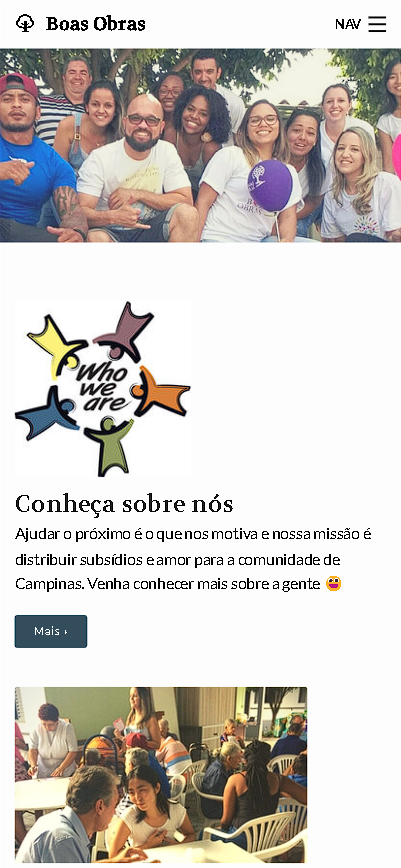 Boas Obras
NAV
Who
we
are
Conheça sobre nós
Ajudar o próximo é o que nos motiva e nossa missão é
distribuir subsídios e amor para a comunidade de
Campinas. Venha conhecer mais sobre a gente 😀
Mais ›